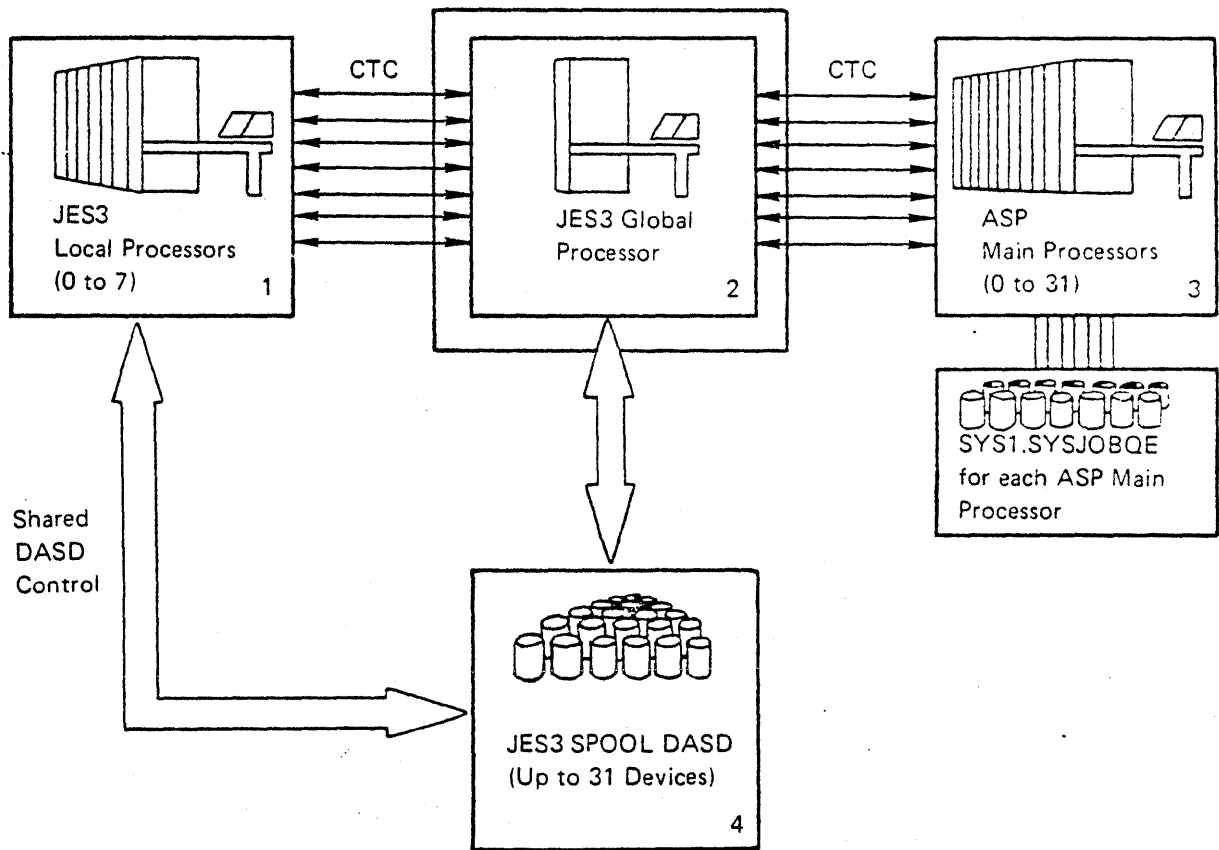 CTC
CTC
JES3
Local Processors
(0 to 7)
1
JES3 Global
Processor
2
ASP
Main Processors
(0 to 31)
3
SYS1.SYSJOBQE
for each ASP Main
Processor
Shared
DASD
Control
JES3 SPOOL DASD
(Up to 31 Devices)
4